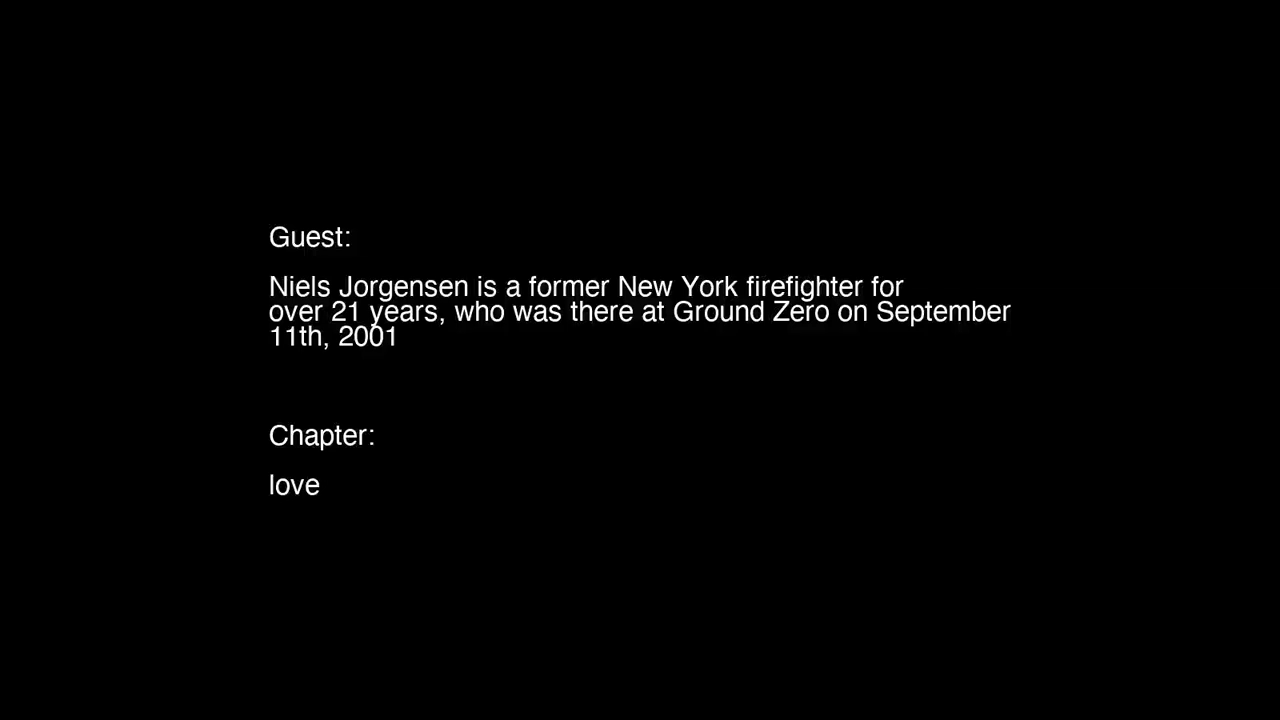 Guest:
Niels Jorgensen is a former New York firefighter for
over 21 years, who was there at Ground Zero on September
11th, 2001
Chapter:
love